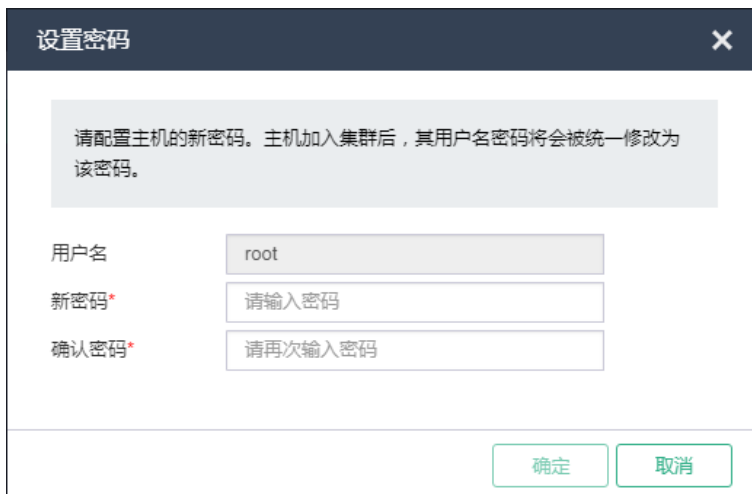 设置密码
请配置主机的新密码。主机加入集群后，其用户名密码将会被统一修改为
该密码。
用户名 root
新密码* 请输入密码
确认密码* 请再次输入密码
确定 取消